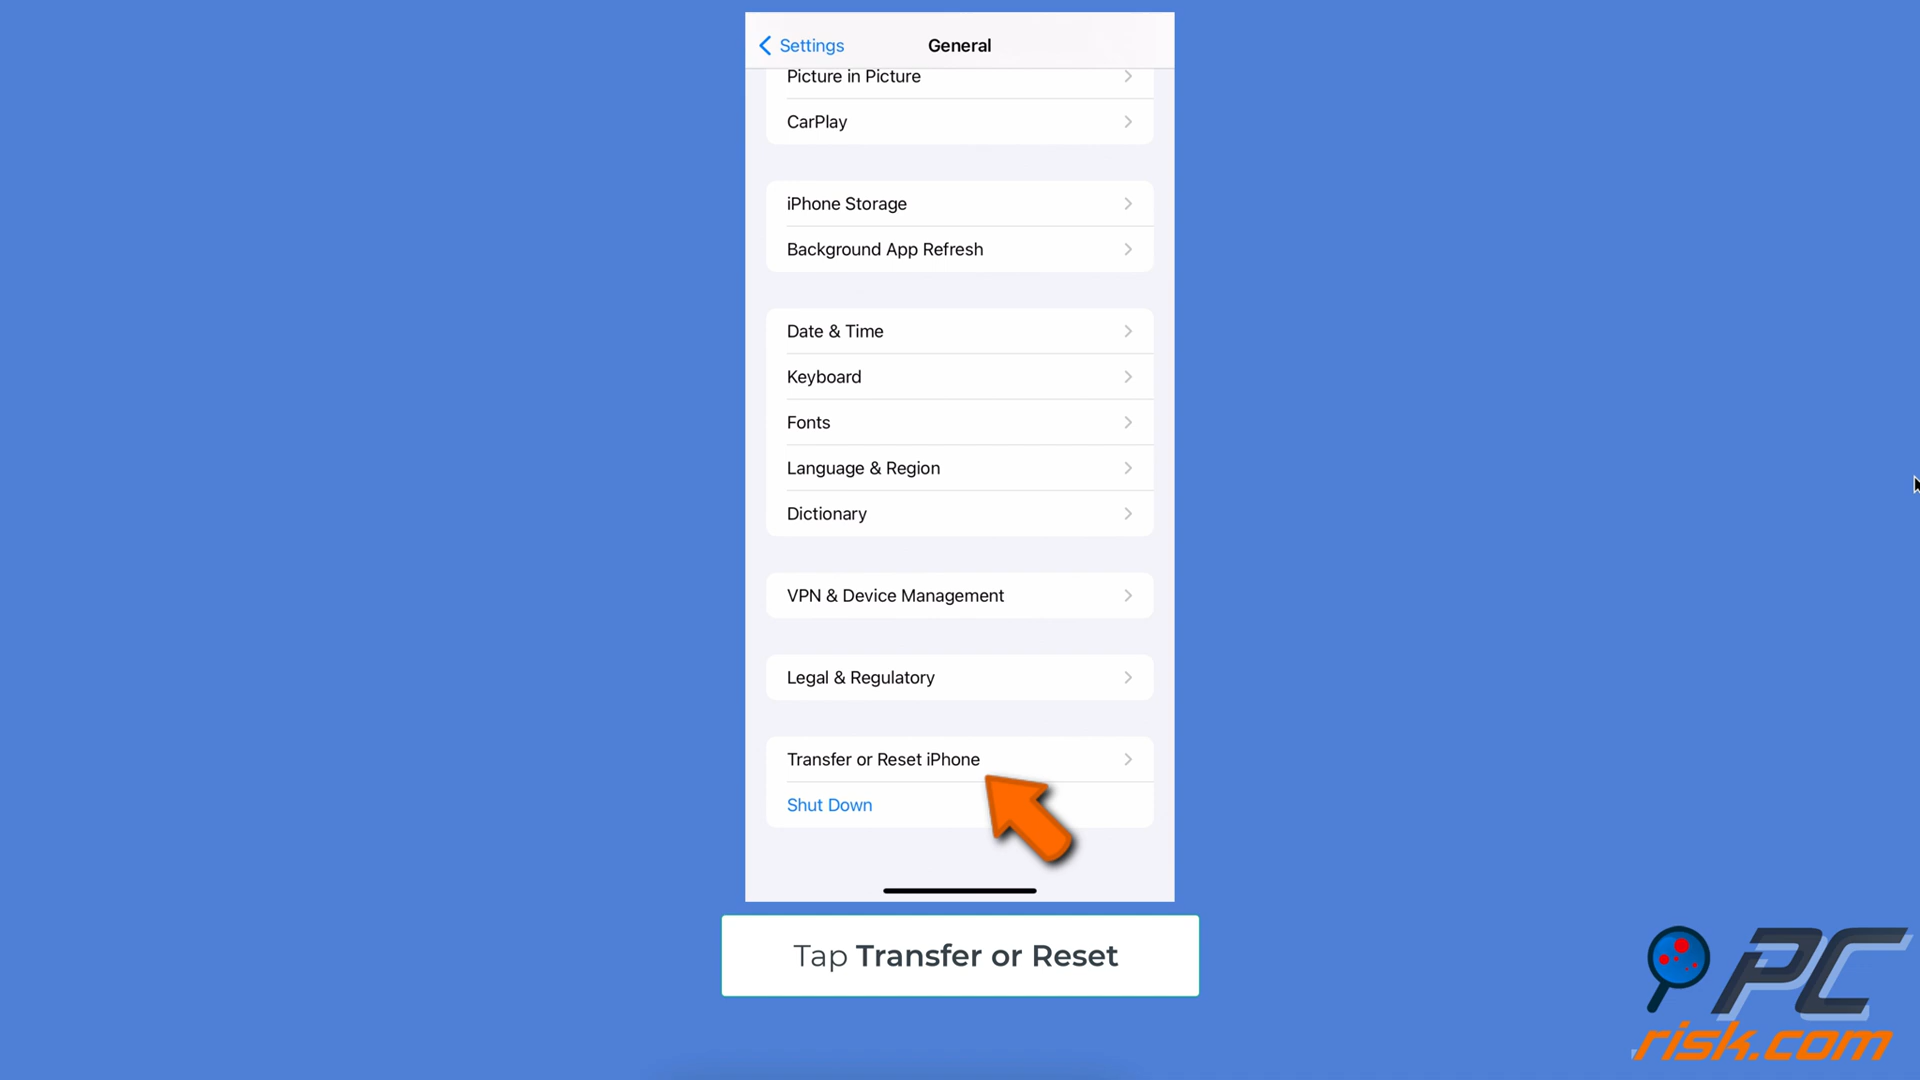 Settings
General
Picture in Picture
CarPlay
iPhone Storage
Background App Refresh
Date & Time
Keyboard
Fonts
Language & Region
Dictionary
VPN & Device Management
Legal & Regulatory
Transfer or Reset iPhone
Shut Down
Tap Transfer or Reset
PC
risk.com